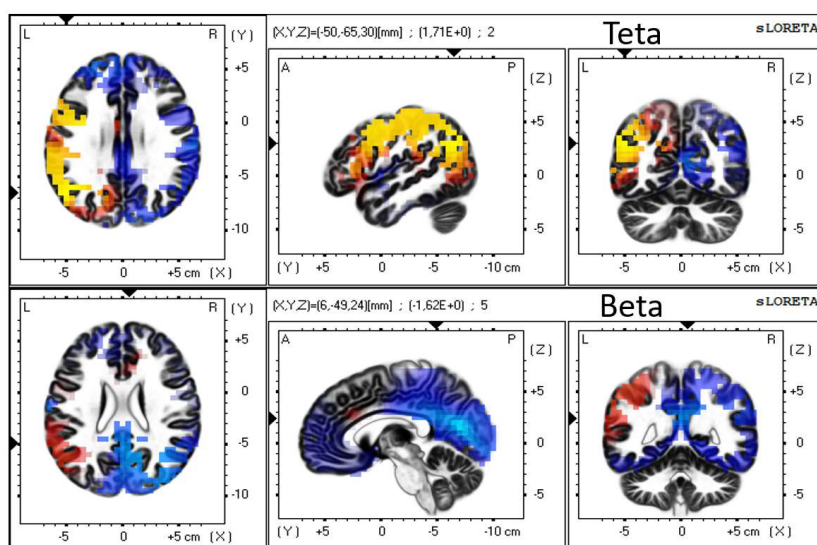 (X,Y,Z)=(-50,-65,30)[mm] ; (1,71E+0) ; 2 Teta sLORETA
L R (Y)
+5
0
-5
-10
-5 0 +5 cm (X)
A P (Z)
+5
0
-5
(Y) +5 0 -5 -10 cm
L R (Z)
+5
0
-5
-5 0 +5 cm (X)
(X,Y,Z)=(6,-49,24)[mm] ; (-1,62E+0) ; 5 Beta sLORETA
L R (Y)
+5
0
-5
-10
-5 0 +5 cm (X)
A P (Z)
+5
0
-5
(Y) +5 0 -5 -10 cm
L R (Z)
+5
0
-5
-5 0 +5 cm (X)